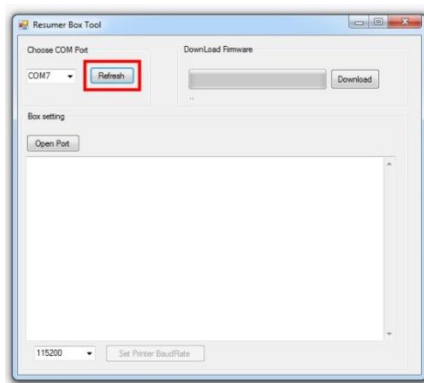 Resumer Box Tool
Choose COM Port
DownLoad Firmware
COM7
Refresh
Download
..
Box setting
Open Port
115200
Set Printer BaudRate